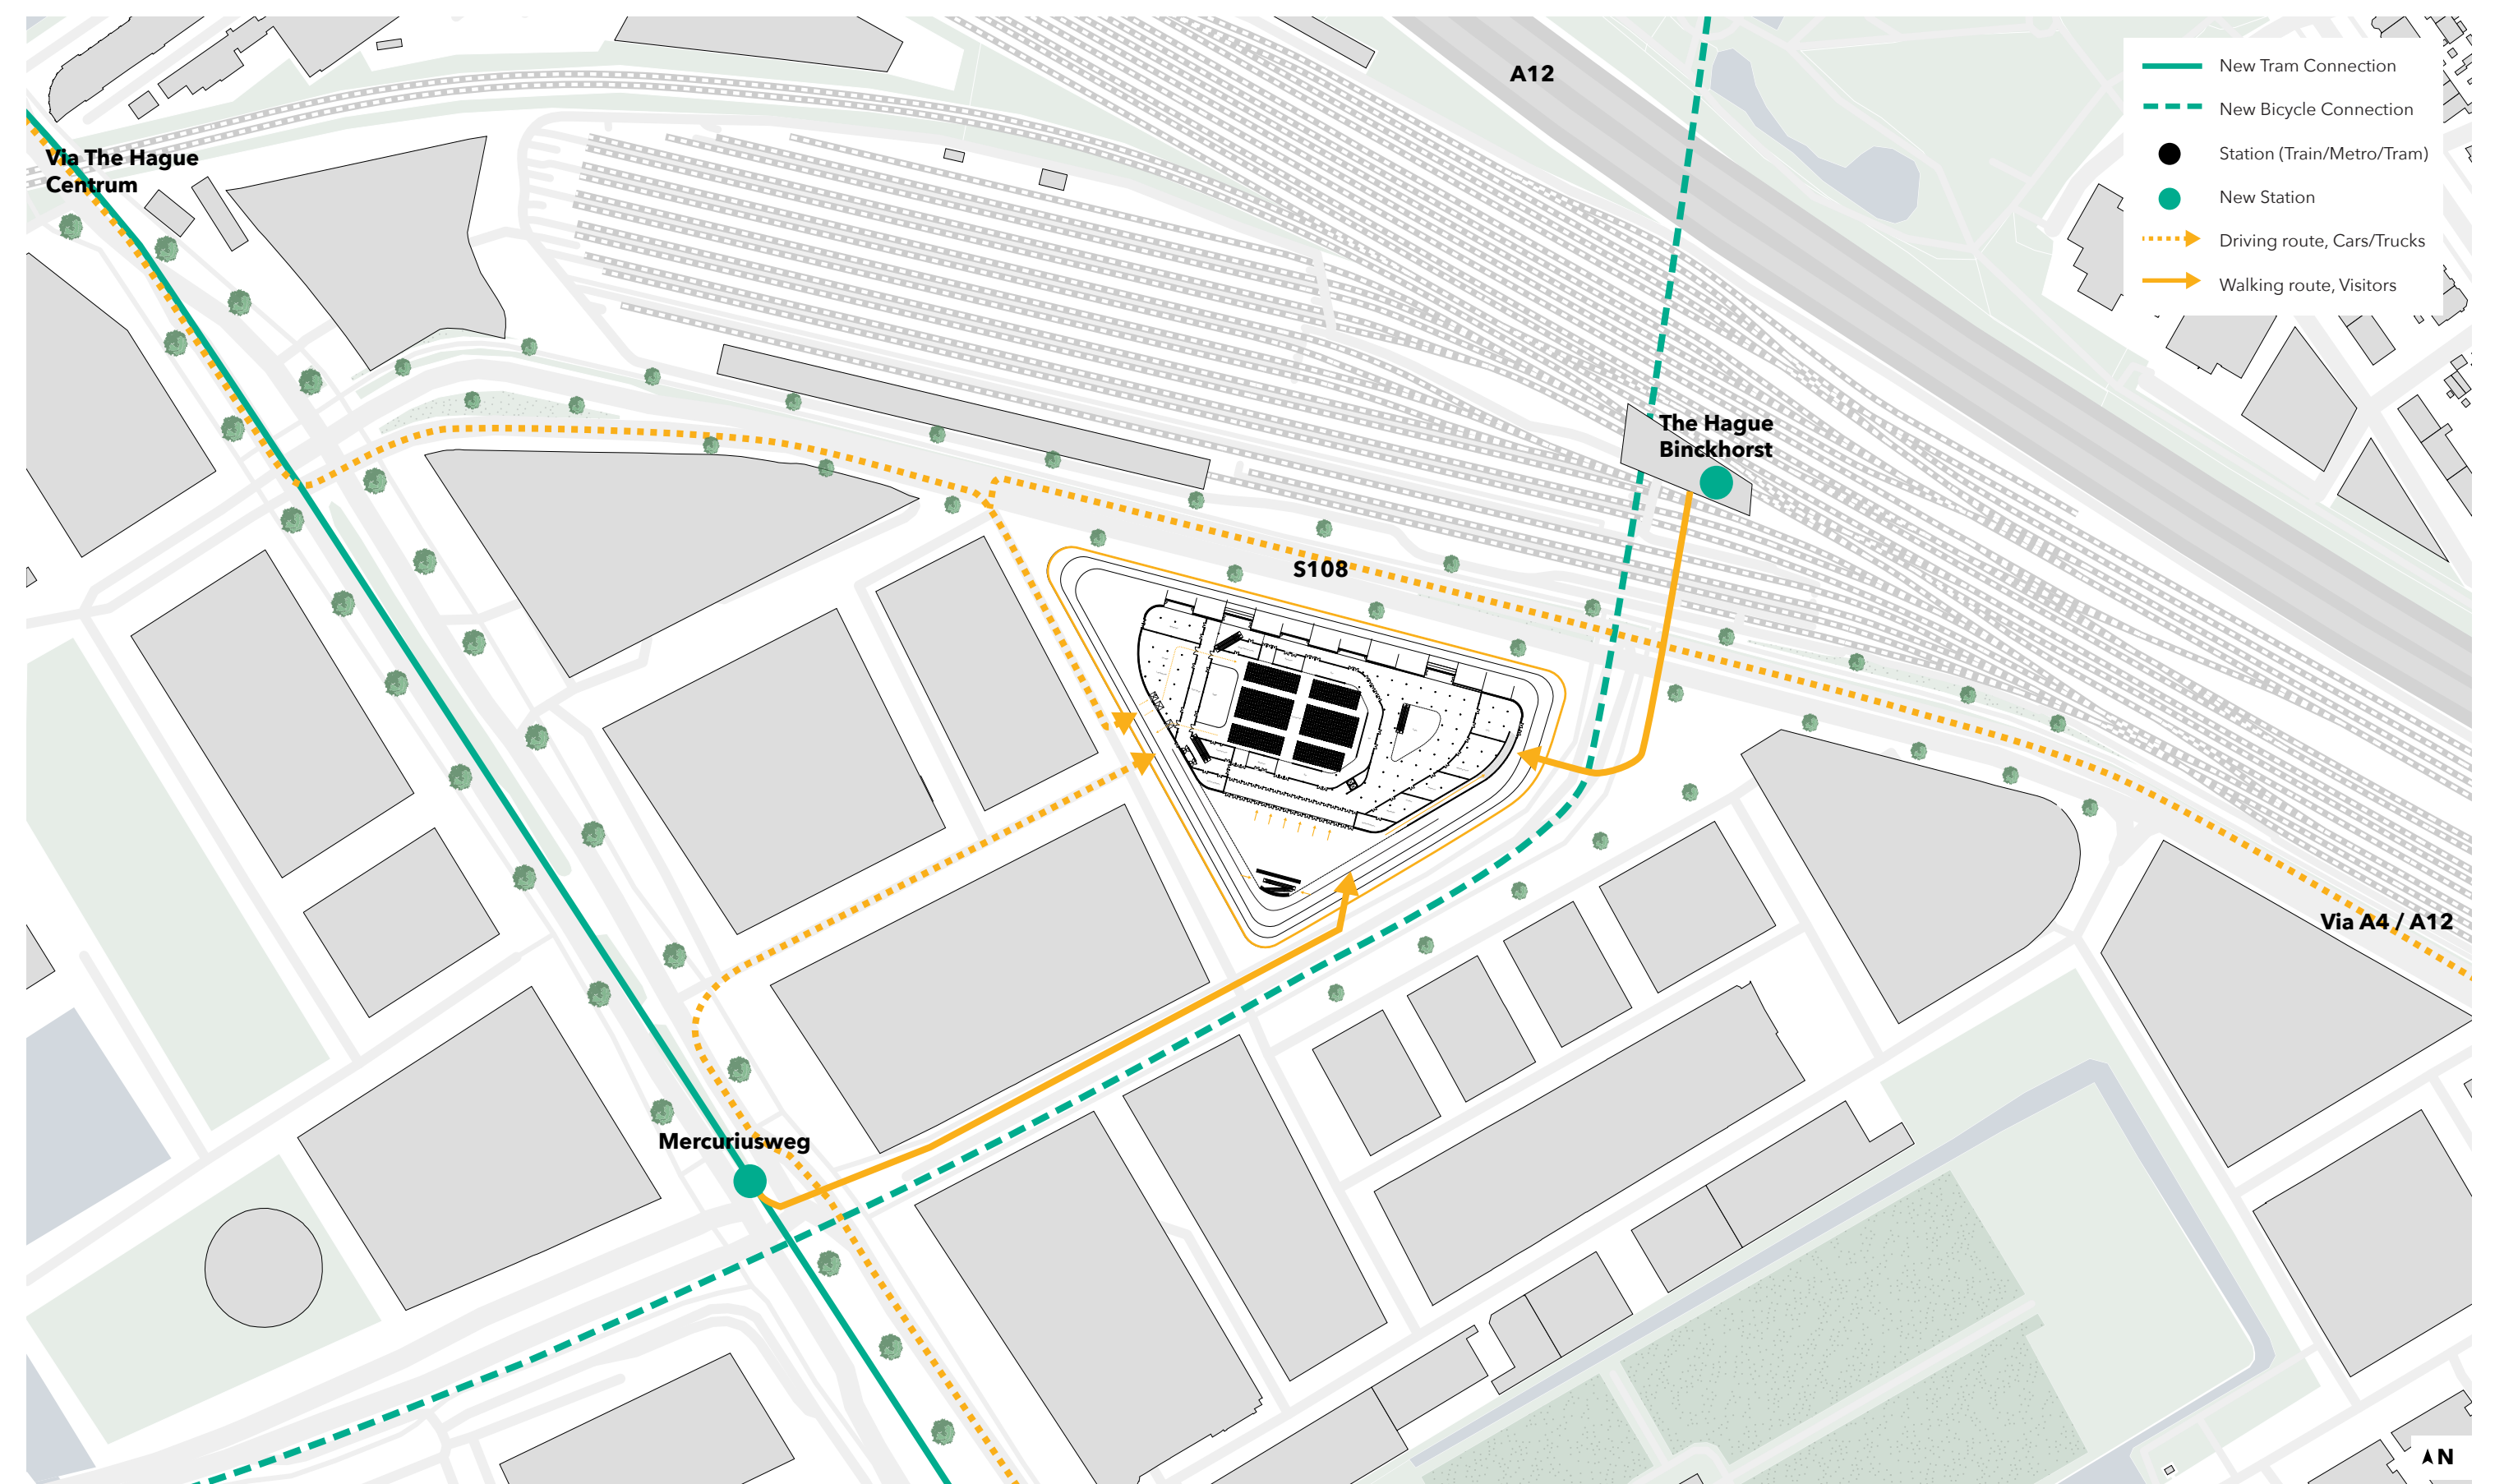 A12
New Tram Connection
New Bicycle Connection
Station (Train/Metro/Tram)
New Station
Driving route, Cars/Trucks
Walking route, Visitors
Via The Hague
Centrum
The Hague
Binckhorst
S108
Via A4 / A12
Mercuriusweg
N